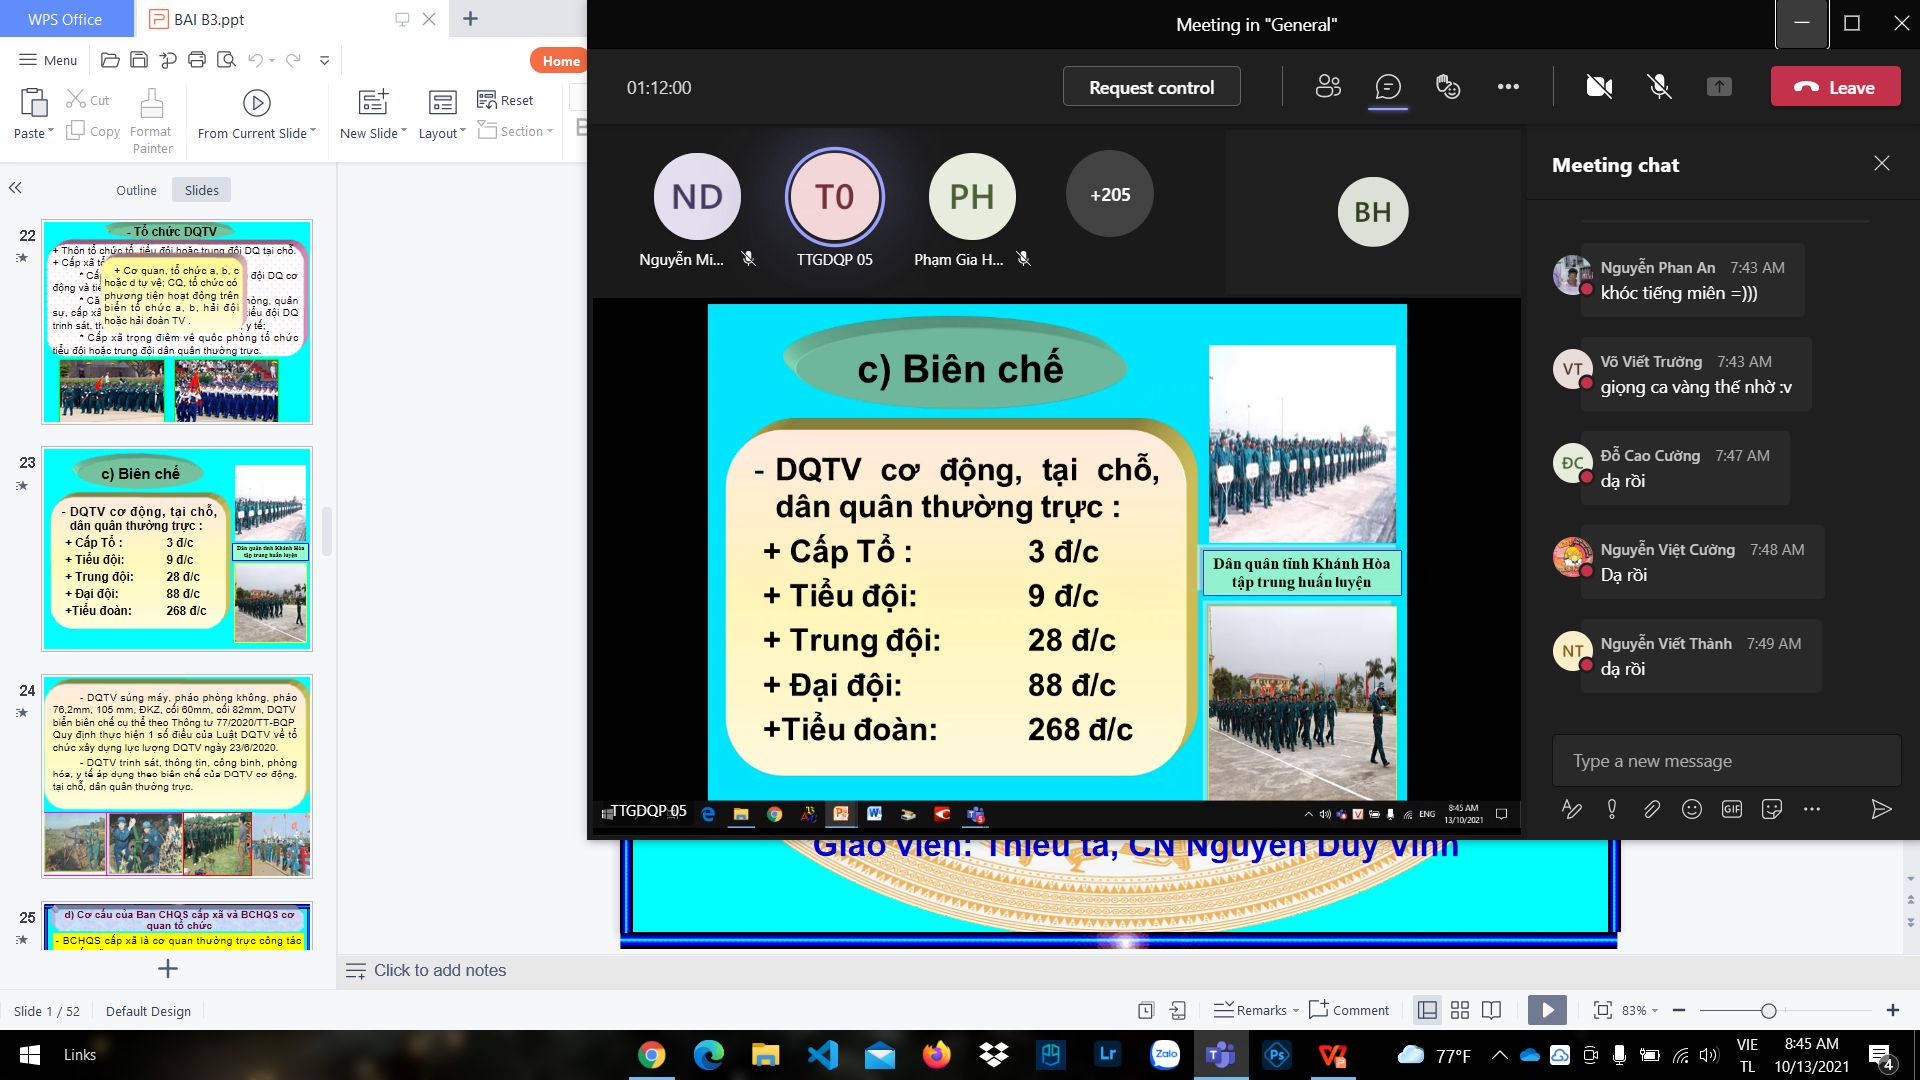 WPS Office
BAI B3.ppt
Menu
Home
Paste
Cut
Copy
Format
Painter
From Current Slide
New Slide
Layout
Reset
Section
Outline
Slides
22
- Tổ chức DQTV
+ Thôn tổ chức tổ, tiểu đội hoặc trung đội DQ tại chỗ.
+ Cấp xã tổ
+ Cơ quan, tổ chức a, b, c
hoặc d tự vệ; CQ, tổ chức có
phương tiện hoạt động trên
biển tổ chức a, b, hải đội
hoặc hải đoàn TV .
* Cấp xã trọng điểm về quốc phòng tổ chức
tiểu đội hoặc trung đội dân quân thường trực.
23
c) Biên chế
- DQTV cơ động, tại chỗ,
dân quân thường trực :
+ Cấp Tổ : 3 đ/c
+ Tiểu đội: 9 đ/c
+ Trung đội: 28 đ/c
+ Đại đội: 88 đ/c
+Tiểu đoàn: 268 đ/c
Dân quân tỉnh Khánh Hòa
tập trung huấn luyện
24
- DQTV súng máy, pháo phòng không, pháo
76,2mm, 105 mm, ĐKZ, cối 60mm, cối 82mm, DQTV
biển biên chế cụ thể theo Thông tư 77/2020/TT-BQP
Quy định thực hiện 1 số điều của Luật DQTV về tổ
chức xây dựng lực lượng DQTV ngày 23/6/2020.
- DQTV trinh sát, thông tin, công binh, phòng
hóa, y tế áp dụng theo biên chế của DQTV cơ động,
tại chỗ, dân quân thường trực.
25
d) Cơ cấu của Ban CHQS cấp xã và BCHQS cơ
quan tổ chức
- BCHQS cấp xã là cơ quan thường trực công tác
Meeting in "General"
01:12:00
Request control
Leave
ND
T0
PH
+205
BH
Nguyễn Mi...
TTGDQP 05
Phạm Gia H...
c) Biên chế
- DQTV cơ động, tại chỗ,
dân quân thường trực :
+ Cấp Tổ : 3 đ/c
+ Tiểu đội: 9 đ/c
+ Trung đội: 28 đ/c
+ Đại đội: 88 đ/c
+Tiểu đoàn: 268 đ/c
Dân quân tỉnh Khánh Hòa
tập trung huấn luyện
TTGDQP 05
ENG
8:45 AM
13/10/2021
Meeting chat
Nguyễn Phan An 7:43 AM
khóc tiếng miên =)))
VT
Võ Viết Trường 7:43 AM
giọng ca vàng thế nhờ :v
ĐC
Đỗ Cao Cường 7:47 AM
dạ rồi
Nguyễn Việt Cường 7:48 AM
Dạ rồi
NT
Nguyễn Viết Thành 7:49 AM
dạ rồi
Type a new message
GIF
Giáo viên: Thiếu tá, CN Nguyễn Duy Vinh
Click to add notes
Slide 1 / 52
Default Design
Remarks
Comment
83%
Links
Lr
Zalo
Ps
77°F
VIE
TL
8:45 AM
10/13/2021
4